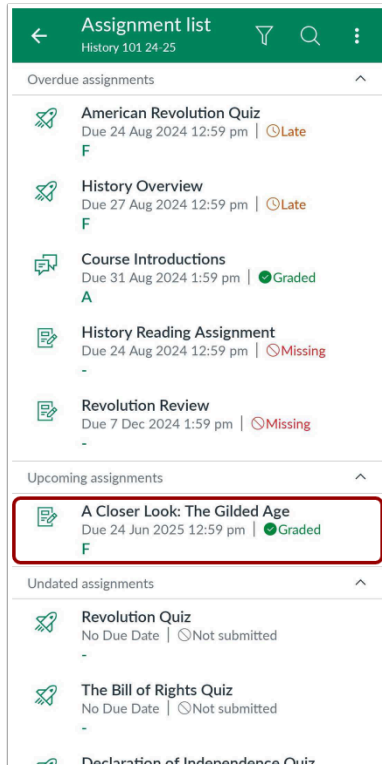 Assignment list
History 101 24-25
Overdue assignments
American Revolution Quiz
Due 24 Aug 2024 12:59 pm | Late
F
History Overview
Due 27 Aug 2024 12:59 pm | Late
F
Course Introductions
Due 31 Aug 2024 1:59 pm | Graded
A
History Reading Assignment
Due 24 Aug 2024 12:59 pm | Missing
-
Revolution Review
Due 7 Dec 2024 1:59 pm | Missing
-
Upcoming assignments
A Closer Look: The Gilded Age
Due 24 Jun 2025 12:59 pm | Graded
F
Undated assignments
Revolution Quiz
No Due Date | Not submitted
-
The Bill of Rights Quiz
No Due Date | Not submitted
-
Declaration of Independence Quiz